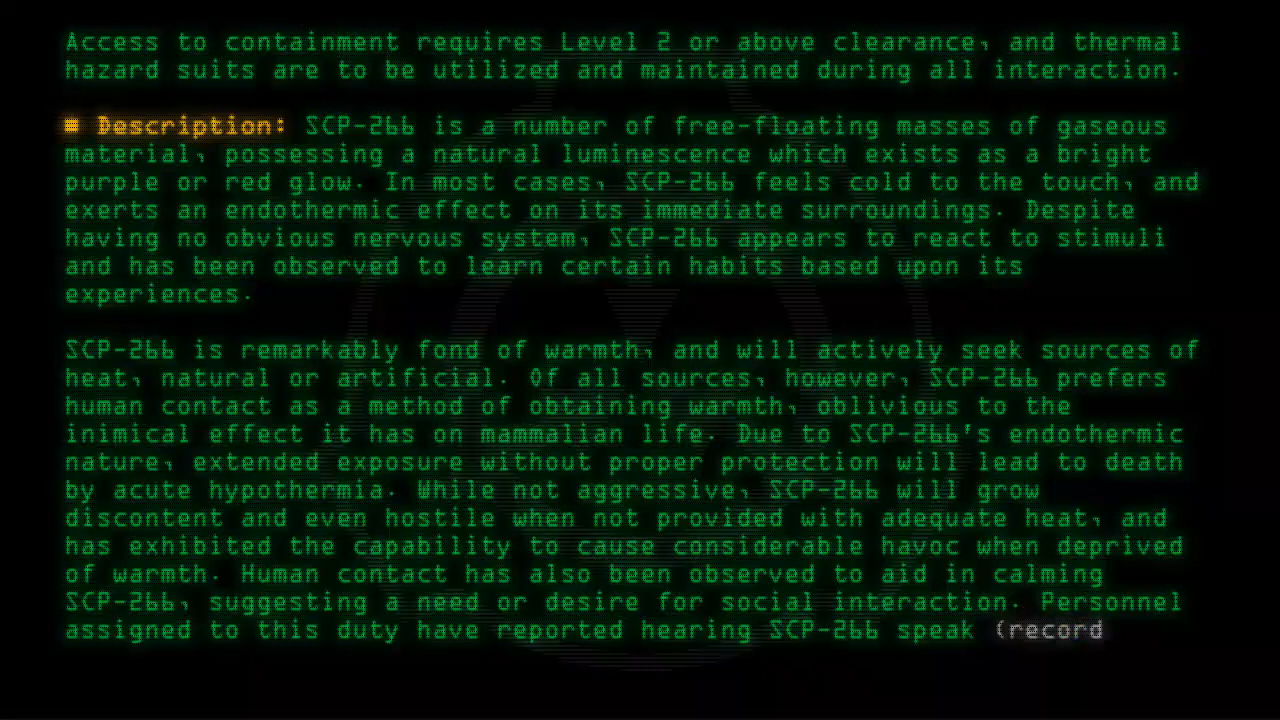 Access to containment requires Level 2 or above clearance, and thermal
hazard suits are to be utilized and maintained during all interaction.
■ Description: SCP-266 is a number of free-floating masses of gaseous
material, possessing a natural luminescence which exists as a bright
purple or red glow. In most cases, SCP-266 feels cold to the touch, and
exerts an endothermic effect on its immediate surroundings. Despite
having no obvious nervous system, SCP-266 appears to react to stimuli
and has been observed to learn certain habits based upon its
experiences.
SCP-266 is remarkably fond of warmth, and will actively seek sources of
heat, natural or artificial. Of all sources, however, SCP-266 prefers
human contact as a method of obtaining warmth, oblivious to the
inimical effect it has on mammalian life. Due to SCP-266's endothermic
nature, extended exposure without proper protection will lead to death
by acute hypothermia. While not aggressive, SCP-266 will grow
discontent and even hostile when not provided with adequate heat, and
has exhibited the capability to cause considerable havoc when deprived
of warmth. Human contact has also been observed to aid in calming
SCP-266, suggesting a need or desire for social interaction. Personnel
assigned to this duty have reported hearing SCP-266 speak (record